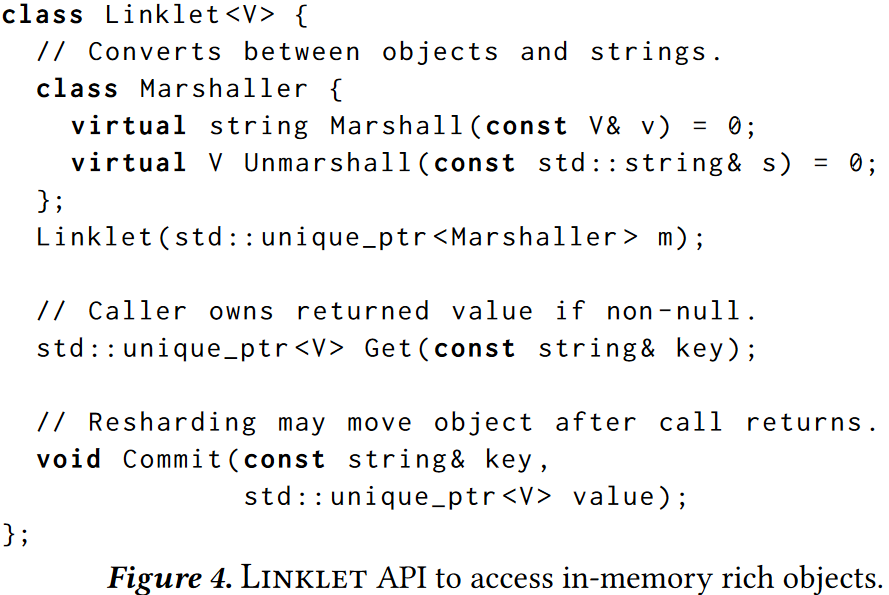 class Linklet<V> {
  // Converts between objects and strings.
  class Marshaller {
    virtual string Marshall(const V& v) = 0;
    virtual V Unmarshall(const std::string& s) = 0;
  };
  Linklet(std::unique_ptr<Marshaller> m);

  // Caller owns returned value if non-null.
  std::unique_ptr<V> Get(const string& key);

  // Resharding may move object after call returns.
  void Commit(const string& key,
              std::unique_ptr<V> value);
};
Figure 4. LINKLET API to access in-memory rich objects.